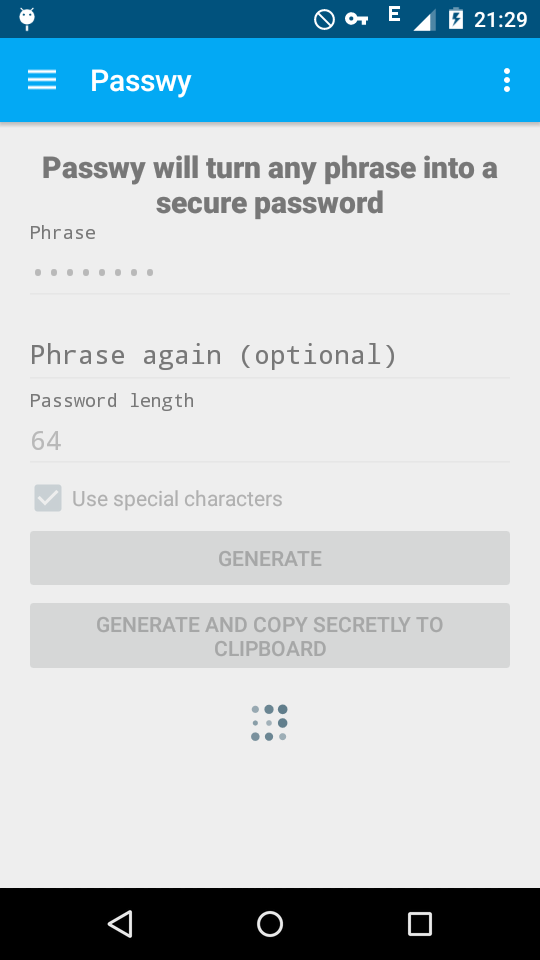 E 21:29
Passwy
Passwy will turn any phrase into a
secure password
Phrase
••••••••
Phrase again (optional)
Password length
64
Use special characters
GENERATE
GENERATE AND COPY SECRETLY TO
CLIPBOARD